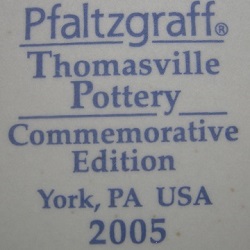 Pfaltzgraff®
Thomasville
Pottery
Commemorative
Edition
York, PA USA
2005